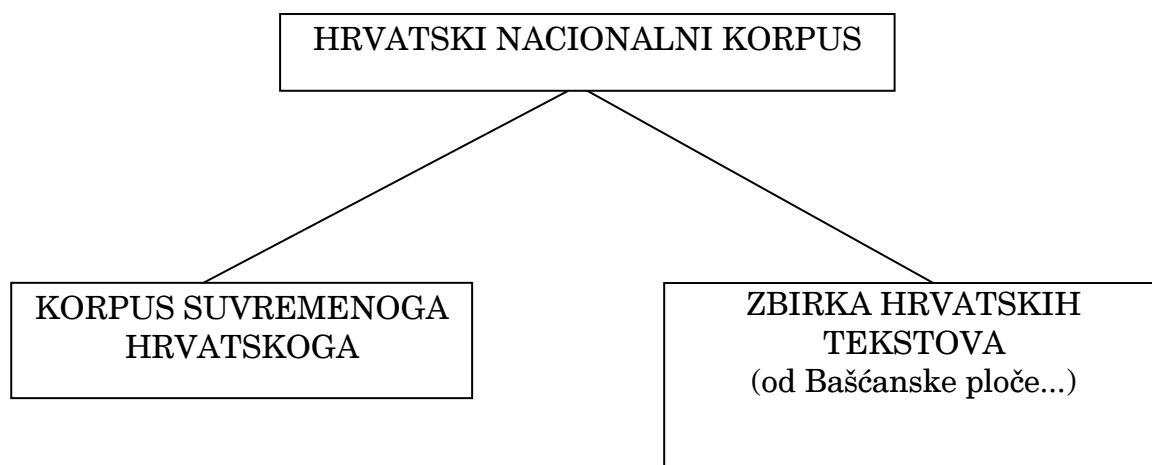 HRVATSKI NACIONALNI KORPUS
KORPUS SUVREMENOGA
HRVATSKOGA
ZBIRKA HRVATSKIH
TEKSTOVA
(od Bašćanske ploče...)